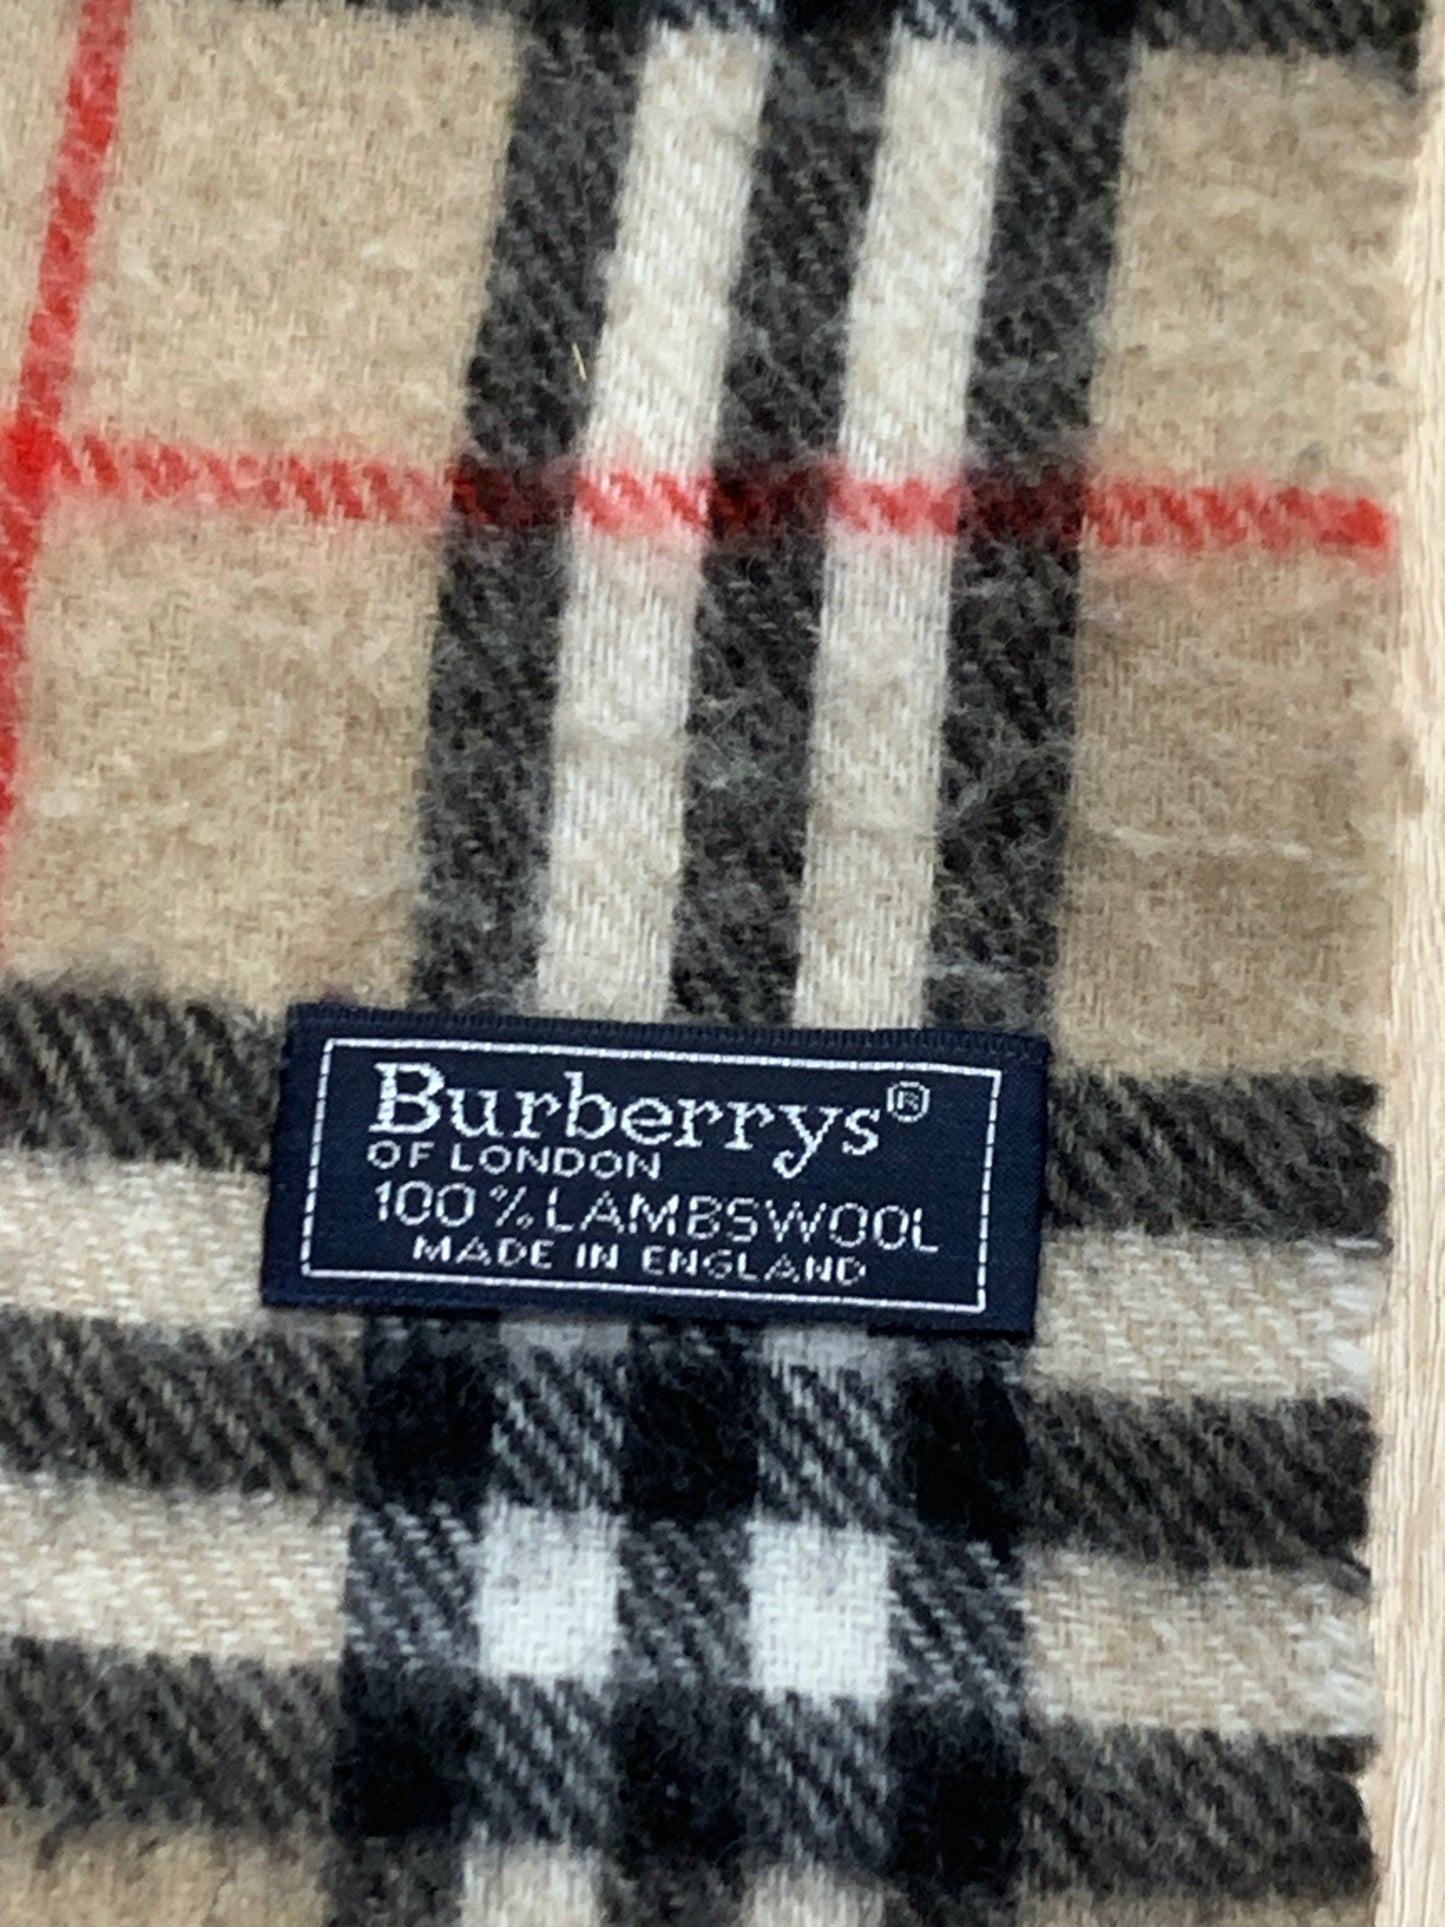 Burberrys®
OF LONDON
100% LAMBSWOOL
MADE IN ENGLAND